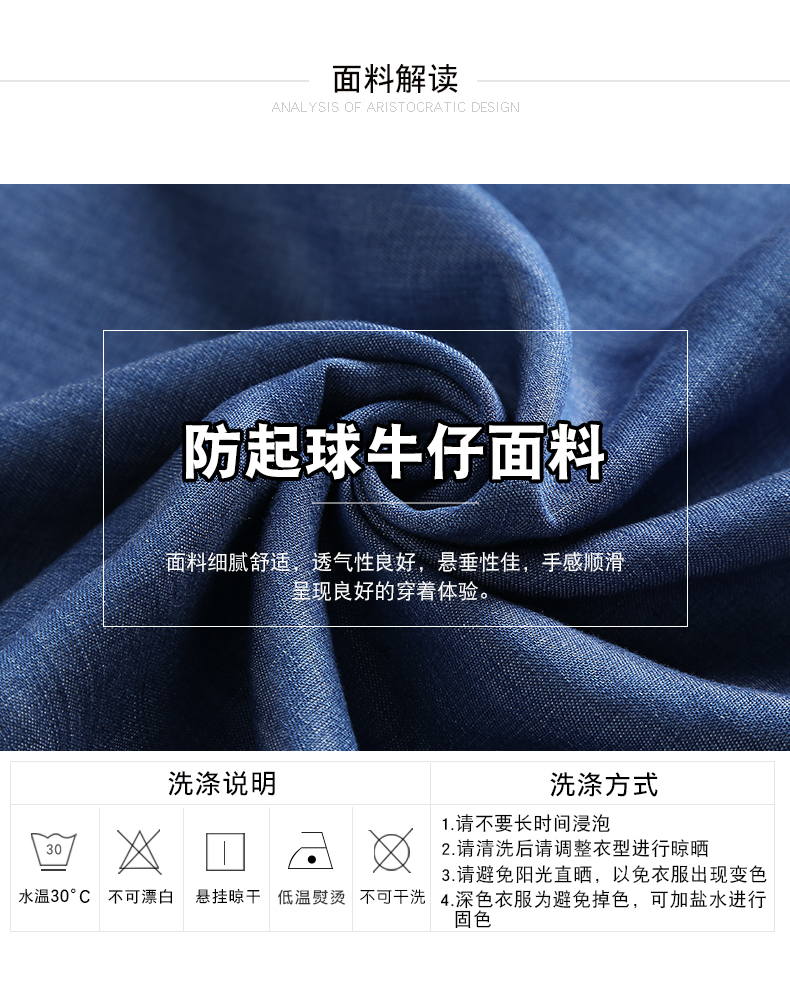 面料解读
ANALYSIS OF ARISTOCRATIC DESIGN
防起球牛仔面料
面料细腻舒适，透气性良好，悬垂性佳，手感顺滑
呈现良好的穿着体验。
洗涤说明
30
水温30°C
不可漂白
悬挂晾干
低温熨烫
不可干洗
洗涤方式
1.请不要长时间浸泡
2.请清洗后请调整衣型进行晾晒
3.请避免阳光直晒，以免衣服出现变色
4.深色衣服为避免掉色，可加盐水进行
固色